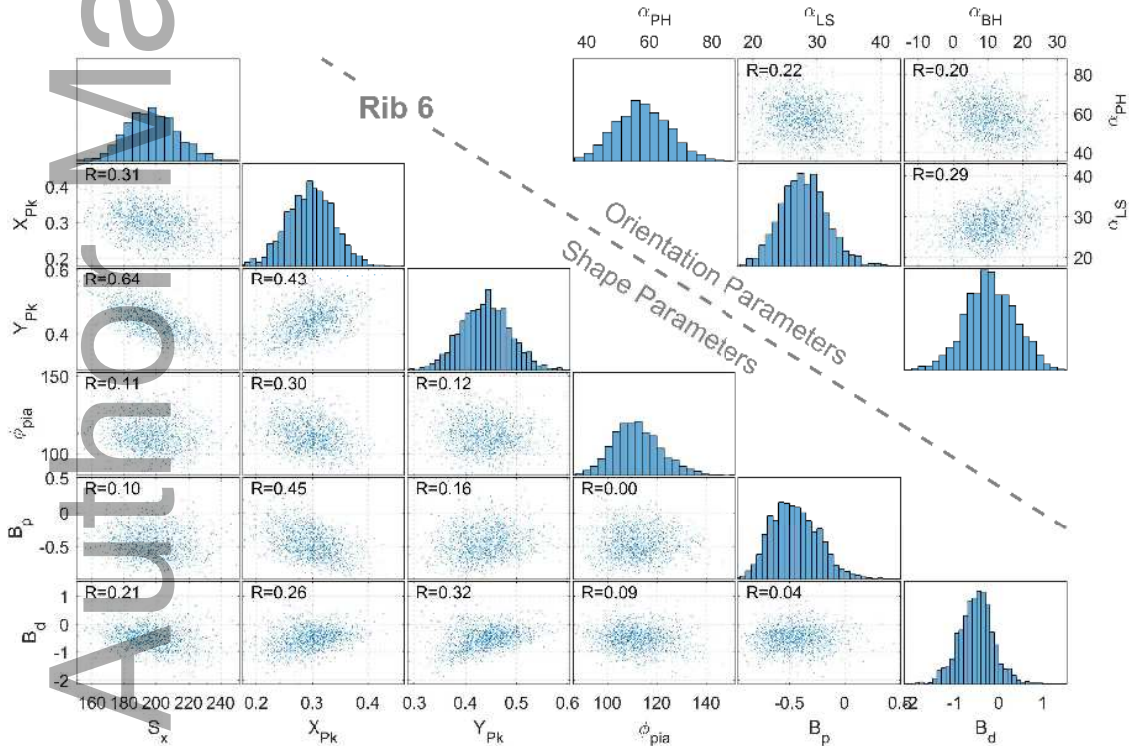 α_PH α_LS α_BH
40 60 80 20 30 40 -10 0 10 20 30
R=0.22 R=0.20
80
60
40
α_PH
Rib 6
R=0.31 R=0.29
X_Pk
0.4
0.3
0.2
40
30
20
α_LS
Orientation Parameters
Shape Parameters
R=0.64 R=0.43
Y_Pk
0.6
0.4
R=0.11 R=0.30 R=0.12
ϕ_pia
150
100
R=0.10 R=0.45 R=0.16 R=0.00
B_p
0.5
0
-0.5
R=0.21 R=0.26 R=0.32 R=0.09 R=0.04
B_d
1
0
-1
-2
160 180 200 220 240 0.2 0.3 0.4 0.3 0.4 0.5 0.6 100 120 140 -0.5 0 -1 0 1
S_x X_Pk Y_Pk ϕ_pia B_p B_d
Author Ma